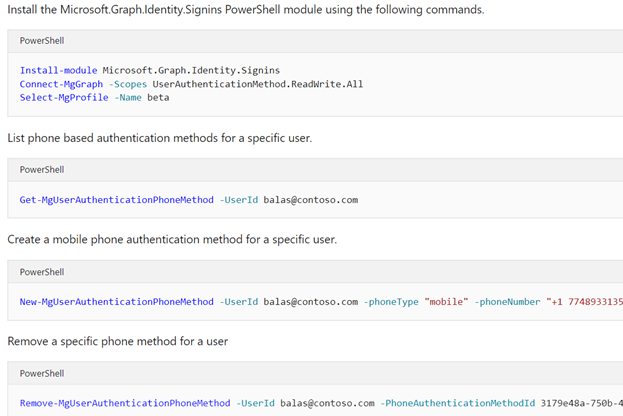 Install the Microsoft.Graph.Identity.Signins PowerShell module using the following commands.
PowerShell
Install-module Microsoft.Graph.Identity.Signins
Connect-MgGraph -Scopes UserAuthenticationMethod.ReadWrite.All
Select-MgProfile -Name beta
List phone based authentication methods for a specific user.
PowerShell
Get-MgUserAuthenticationPhoneMethod -UserId balas@contoso.com
Create a mobile phone authentication method for a specific user.
PowerShell
New-MgUserAuthenticationPhoneMethod -UserId balas@contoso.com -phoneType "mobile" -phoneNumber "+1 7748933135
Remove a specific phone method for a user
PowerShell
Remove-MgUserAuthenticationPhoneMethod -UserId balas@contoso.com -PhoneAuthenticationMethodId 3179e48a-750b-4